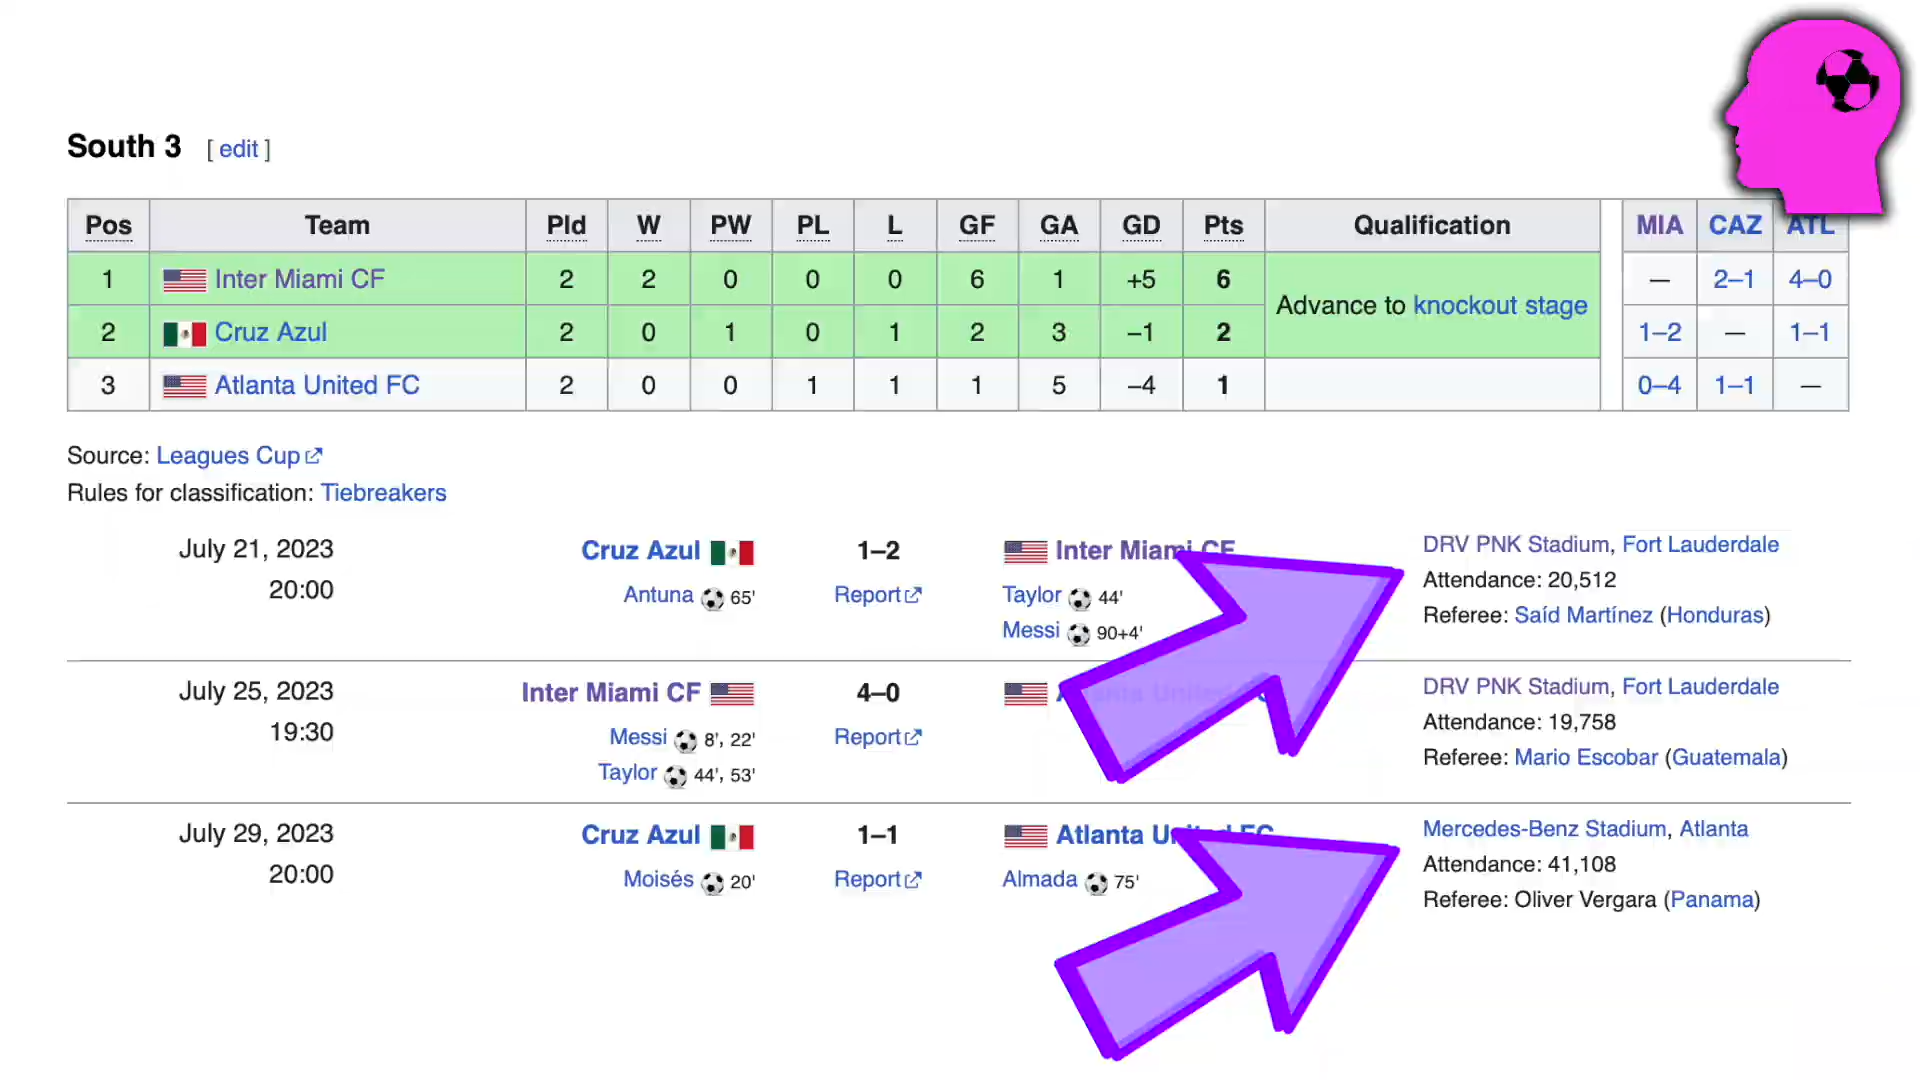 South 3 [ edit ]
Pos Team Pld W PW PL L GF GA GD Pts Qualification MIA CAZ ATL
1 Inter Miami CF 2 2 0 0 0 6 1 +5 6 Advance to knockout stage — 2–1 4–0
2 Cruz Azul 2 0 1 0 1 2 3 −1 2 1–2 — 1–1
3 Atlanta United FC 2 0 0 1 1 1 5 −4 1 0–4 1–1 —
Source: Leagues Cup
Rules for classification: Tiebreakers
July 21, 2023 Cruz Azul 1–2 Inter Miami CF DRV PNK Stadium, Fort Lauderdale
20:00 Antuna 65' Report Taylor 44' Attendance: 20,512
Messi 90+4' Referee: Saíd Martínez (Honduras)
July 25, 2023 Inter Miami CF 4–0 DRV PNK Stadium, Fort Lauderdale
19:30 Messi 8', 22' Report Attendance: 19,758
Taylor 44', 53' Referee: Mario Escobar (Guatemala)
July 29, 2023 Cruz Azul 1–1 Atlanta United FC Mercedes-Benz Stadium, Atlanta
20:00 Moisés 20' Report Almada 75' Attendance: 41,108
Referee: Oliver Vergara (Panama)